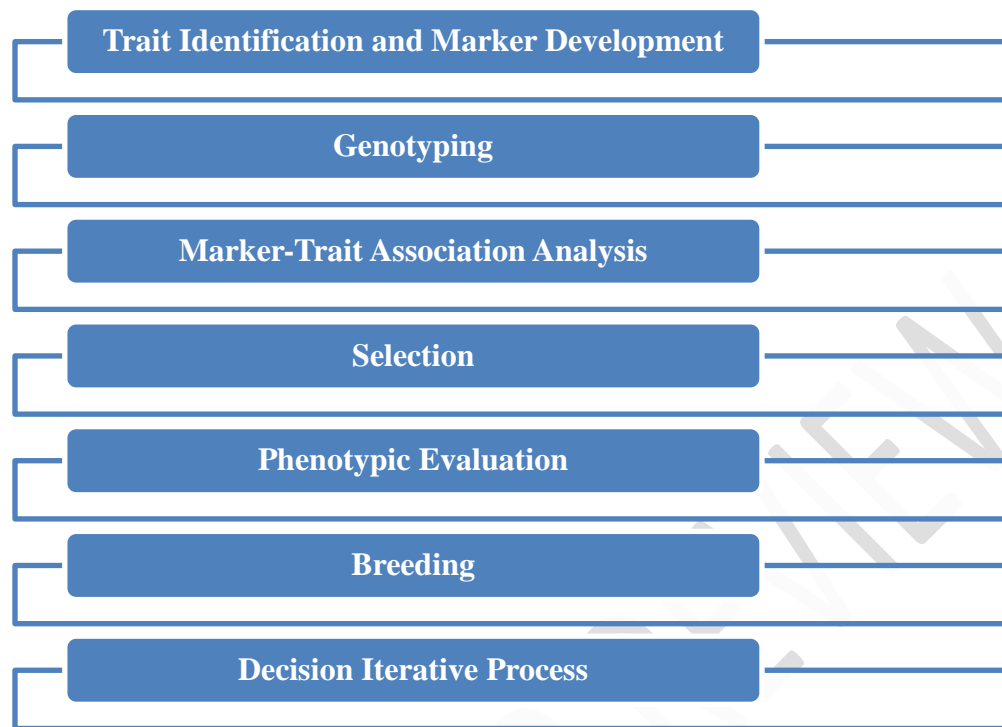 Trait Identification and Marker Development
Genotyping
Marker-Trait Association Analysis
Selection
Phenotypic Evaluation
Breeding
Decision Iterative Process